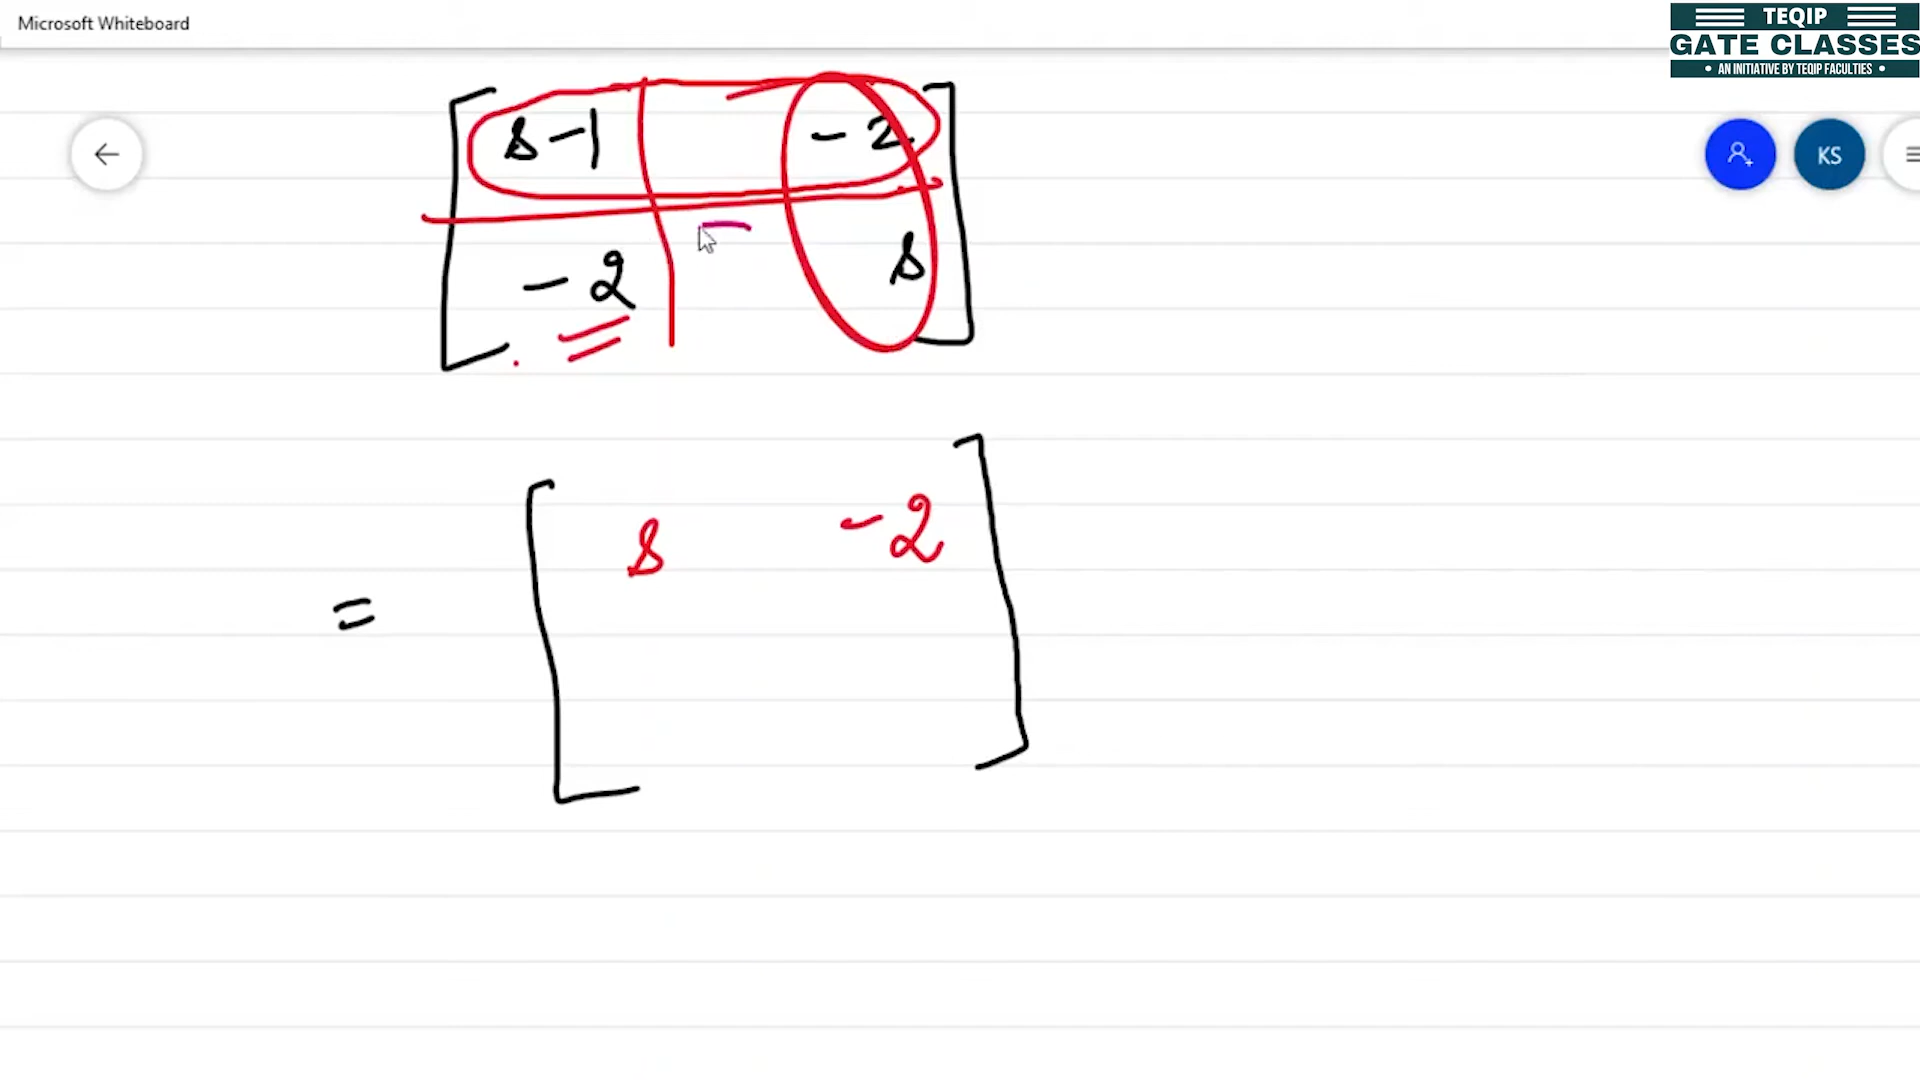 Microsoft Whiteboard
TEQIP
GATE CLASSES
• AN INITIATIVE BY TEQIP FACULTIES •
KS
s-1 -2
-2 s
s -2
=